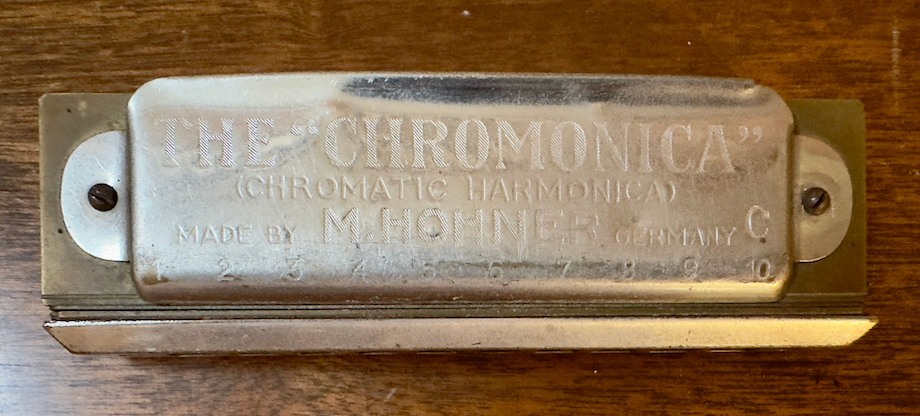 THE "CHROMONICA"
(CHROMATIC HARMONICA)
MADE BY M. HOHNER GERMANY C
1 2 3 4 5 6 7 8 9 10